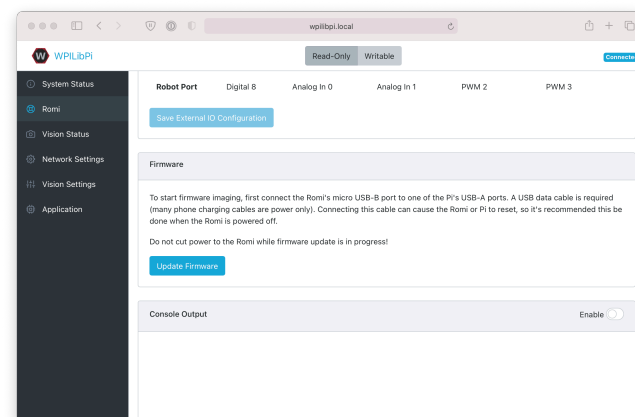 wpilibpi.local
W WPILibPi
Read-Only Writable
Connected
System Status
Romi
Vision Status
Network Settings
Vision Settings
Application
Robot Port Digital 8 Analog In 0 Analog In 1 PWM 2 PWM 3
Save External IO Configuration
Firmware
To start firmware imaging, first connect the Romi's micro USB-B port to one of the Pi's USB-A ports. A USB data cable is required
(many phone charging cables are power only). Connecting this cable can cause the Romi or Pi to reset, so it's recommended this be
done when the Romi is powered off.
Do not cut power to the Romi while firmware update is in progress!
Update Firmware
Console Output Enable